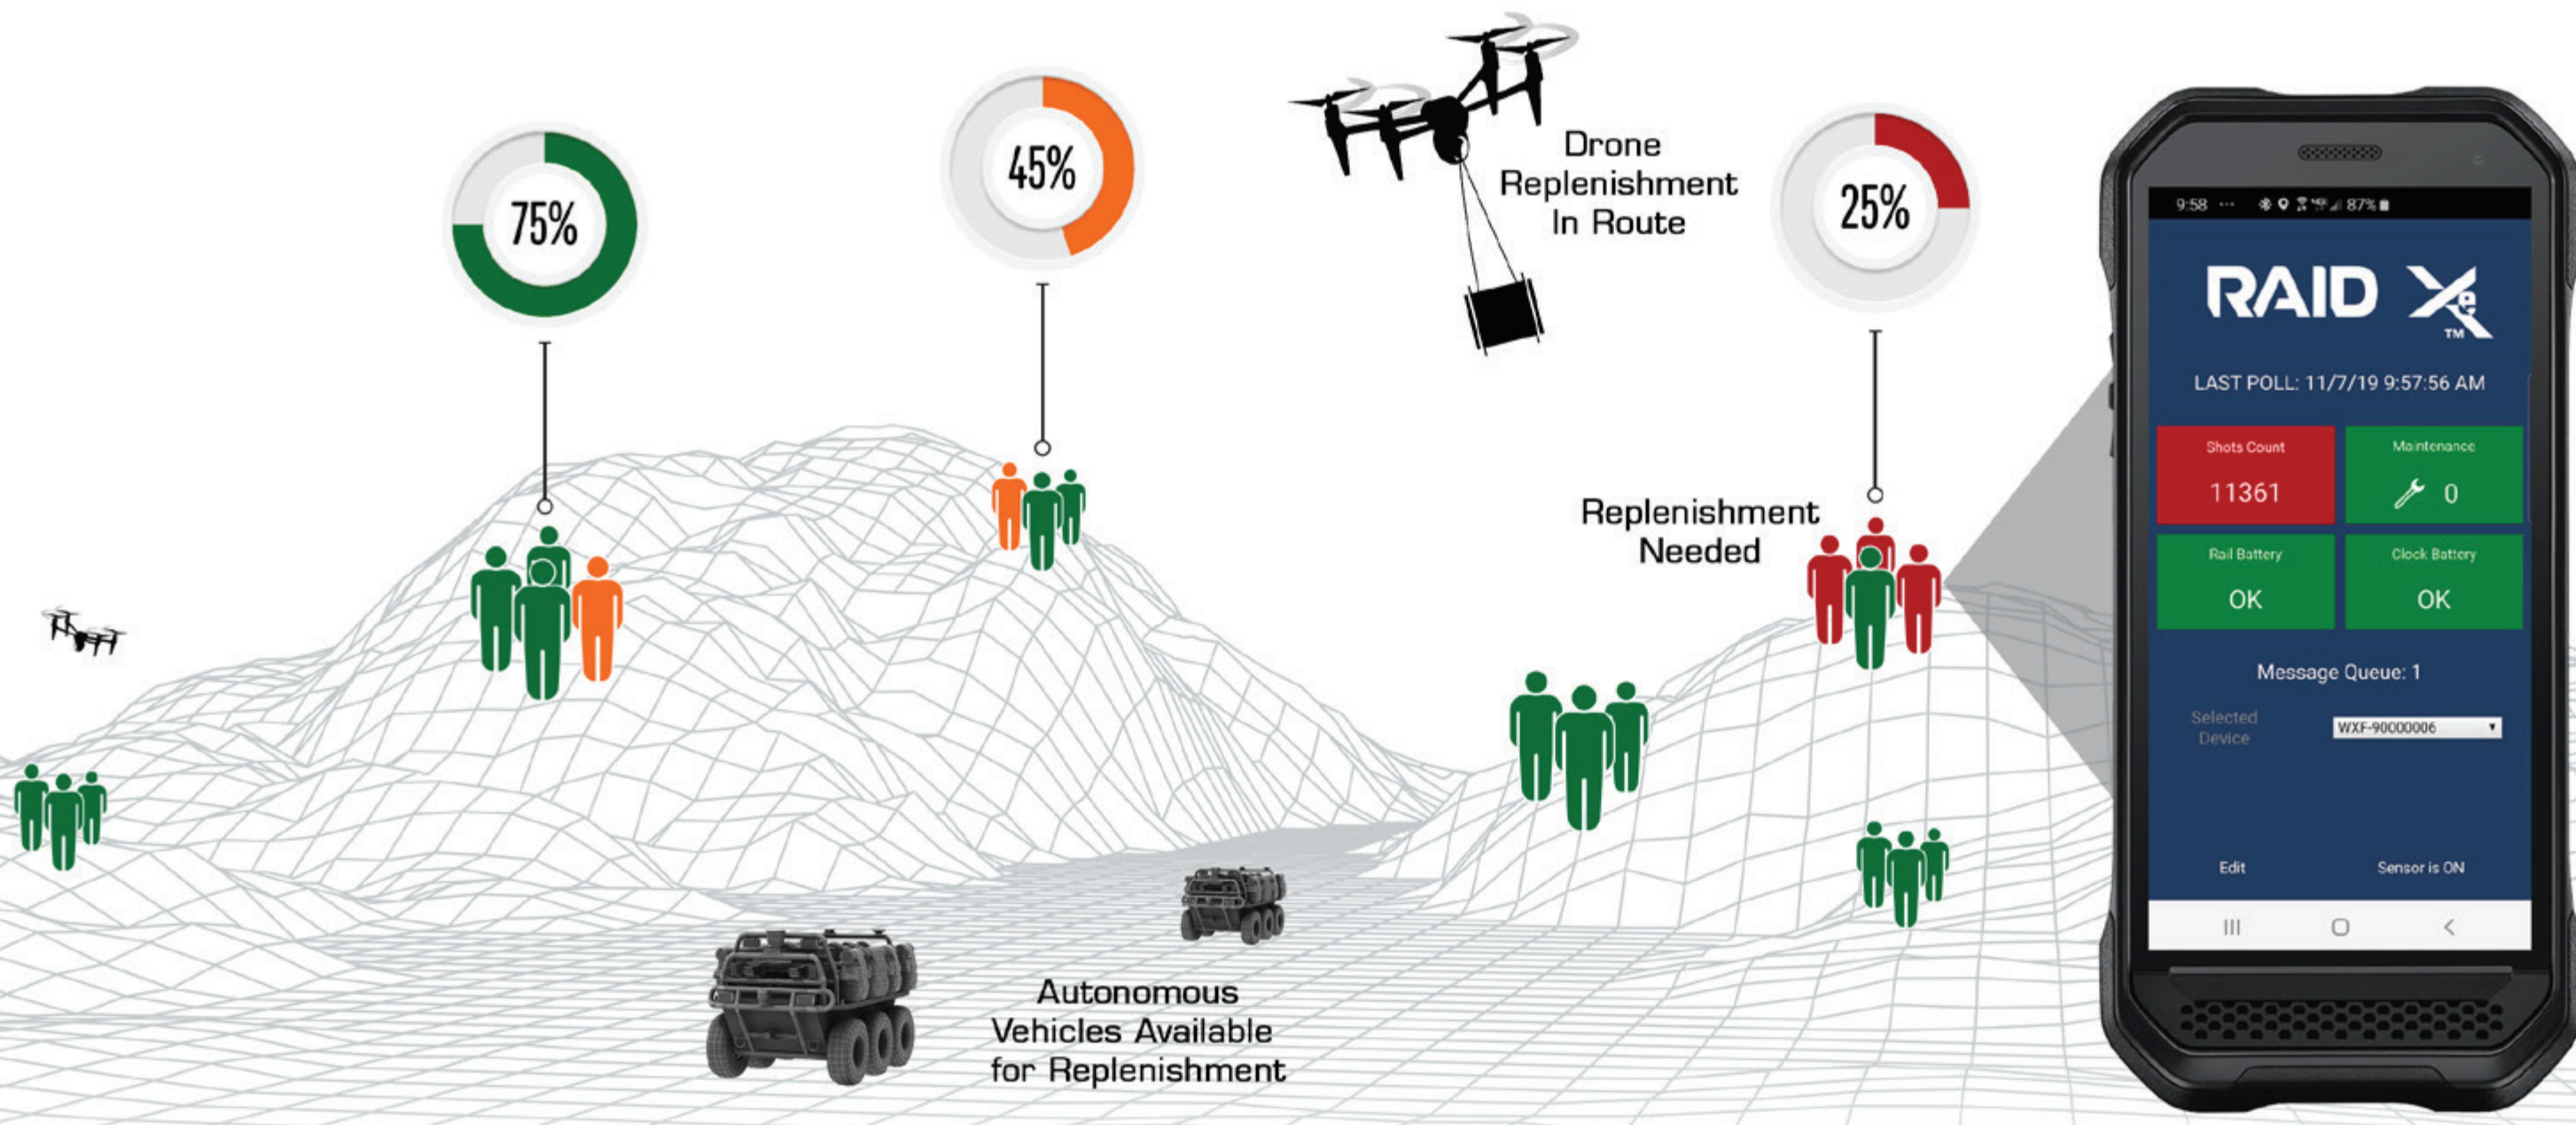 75%
45%
Drone
Replenishment
In Route
25%
Replenishment
Needed
Autonomous
Vehicles Available
for Replenishment
9:58 ··· 87%
RAID Xe
TM
LAST POLL: 11/7/19 9:57:56 AM
Shots Count
11361
Maintenance
0
Rail Battery
OK
Clock Battery
OK
Message Queue: 1
Selected
Device
WXF-90000006
Edit
Sensor is ON